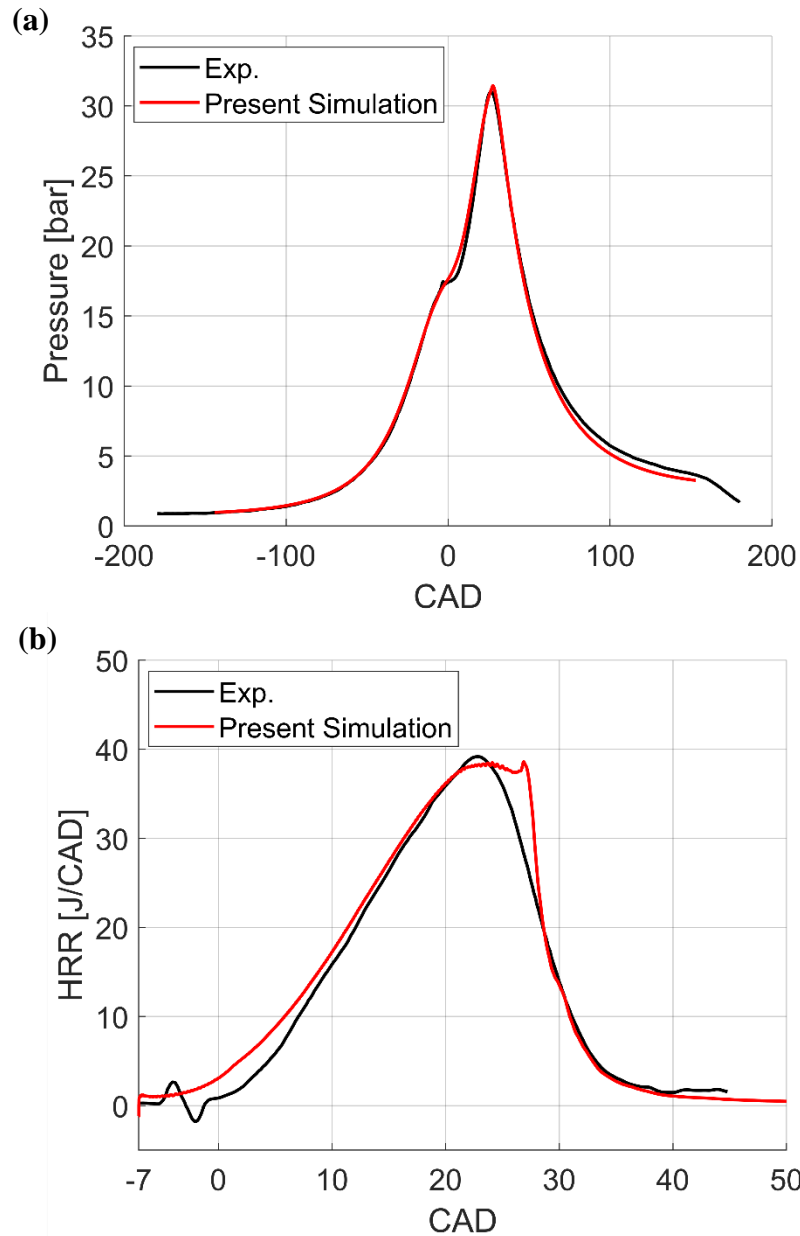 (a)
35
30
25
20
15
10
5
0
Pressure [bar]
Exp.
Present Simulation
-200
-100
0
100
200
CAD
(b)
50
40
30
20
10
0
HRR [J/CAD]
Exp.
Present Simulation
-7
0
10
20
30
40
50
CAD